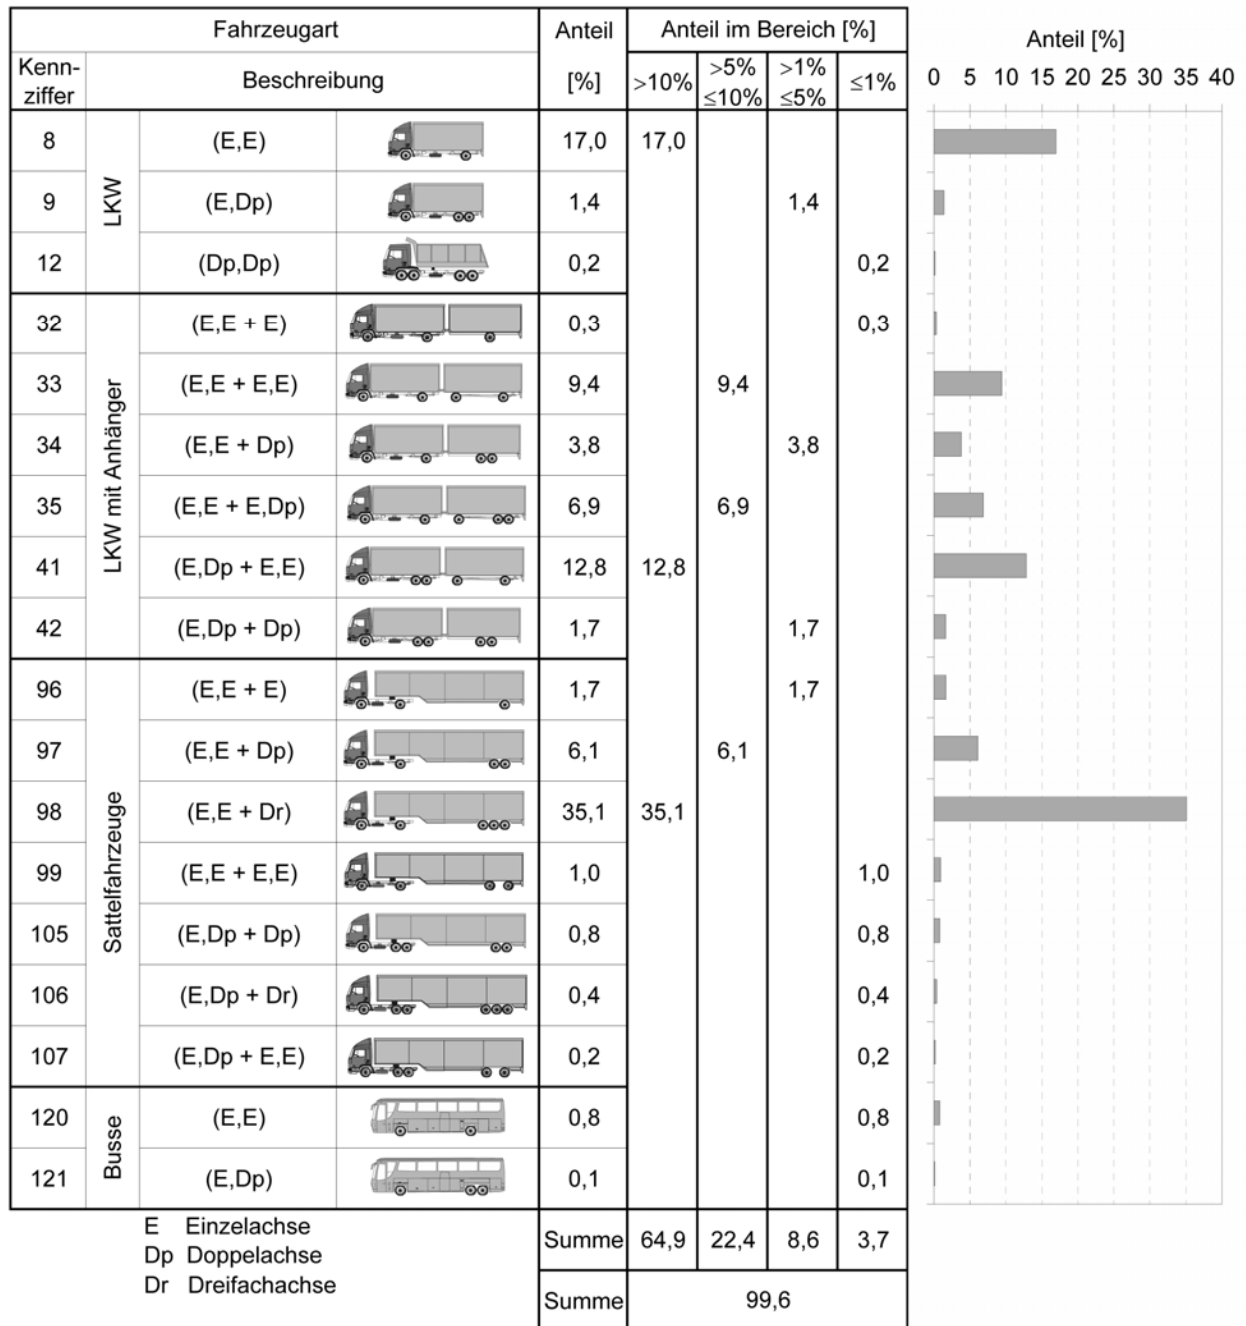 Fahrzeugart Anteil Anteil im Bereich [%] Anteil [%]
Kenn-
ziffer Beschreibung [%] >10% >5% ≤10% >1% ≤5% ≤1% 0 5 10 15 20 25 30 35 40
LKW
8 (E,E) 17,0 17,0
9 (E,Dp) 1,4 1,4
12 (Dp,Dp) 0,2 0,2
LKW mit Anhänger
32 (E,E + E) 0,3 0,3
33 (E,E + E,E) 9,4 9,4
34 (E,E + Dp) 3,8 3,8
35 (E,E + E,Dp) 6,9 6,9
41 (E,Dp + E,E) 12,8 12,8
42 (E,Dp + Dp) 1,7 1,7
Sattelfahrzeuge
96 (E,E + E) 1,7 1,7
97 (E,E + Dp) 6,1 6,1
98 (E,E + Dr) 35,1 35,1
99 (E,E + E,E) 1,0 1,0
105 (E,Dp + Dp) 0,8 0,8
106 (E,Dp + Dr) 0,4 0,4
107 (E,Dp + E,E) 0,2 0,2
Busse
120 (E,E) 0,8 0,8
121 (E,Dp) 0,1 0,1
E Einzelachse
Dp Doppelachse
Dr Dreifachachse
Summe 64,9 22,4 8,6 3,7
Summe 99,6